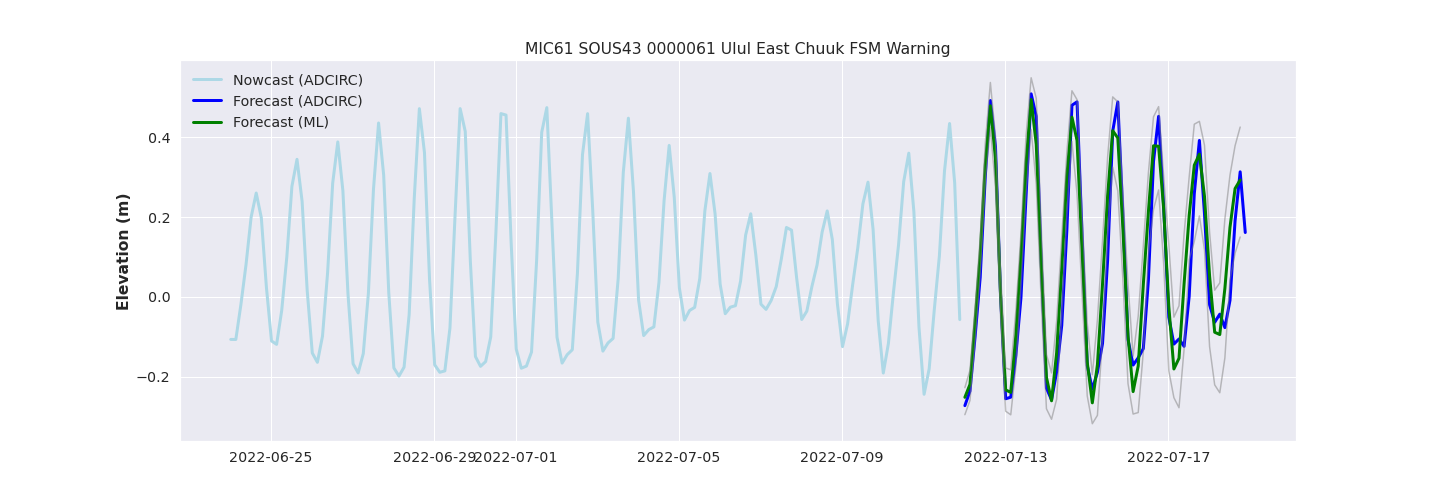 MIC61 SOUS43 0000061 Ulul East Chuuk FSM Warning
Nowcast (ADCIRC)
Forecast (ADCIRC)
Forecast (ML)
Elevation (m)
0.4
0.2
0.0
−0.2
2022-06-25
2022-06-29
2022-07-01
2022-07-05
2022-07-09
2022-07-13
2022-07-17